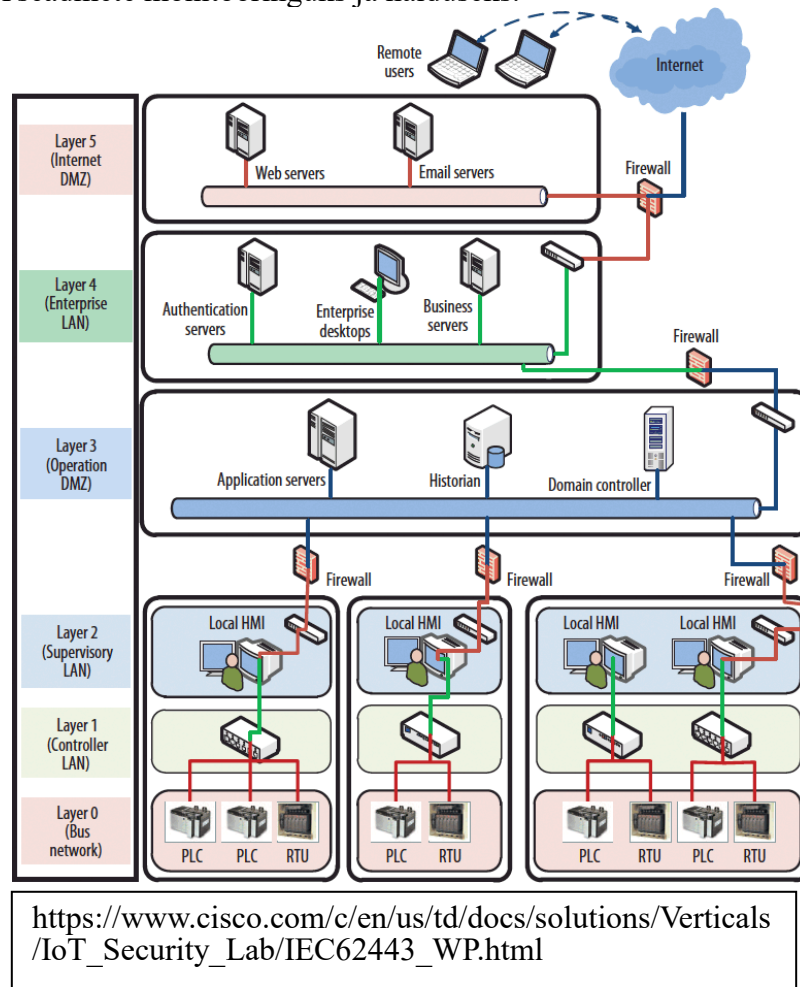 seadmete monitooringuks ja halduseks.
Remote
users
Internet
Layer 5
(Internet
DMZ)
Web servers
Email servers
Firewall
Layer 4
(Enterprise
LAN)
Authentication
servers
Enterprise
desktops
Business
servers
Firewall
Layer 3
(Operation
DMZ)
Application servers
Historian
Domain controller
Firewall
Firewall
Firewall
Layer 2
(Supervisory
LAN)
Local HMI
Local HMI
Local HMI
Local HMI
Layer 1
(Controller
LAN)
Layer 0
(Bus
network)
PLC
PLC
RTU
PLC
RTU
PLC
RTU
PLC
RTU
https://www.cisco.com/c/en/us/td/docs/solutions/Verticals
/IoT_Security_Lab/IEC62443_WP.html